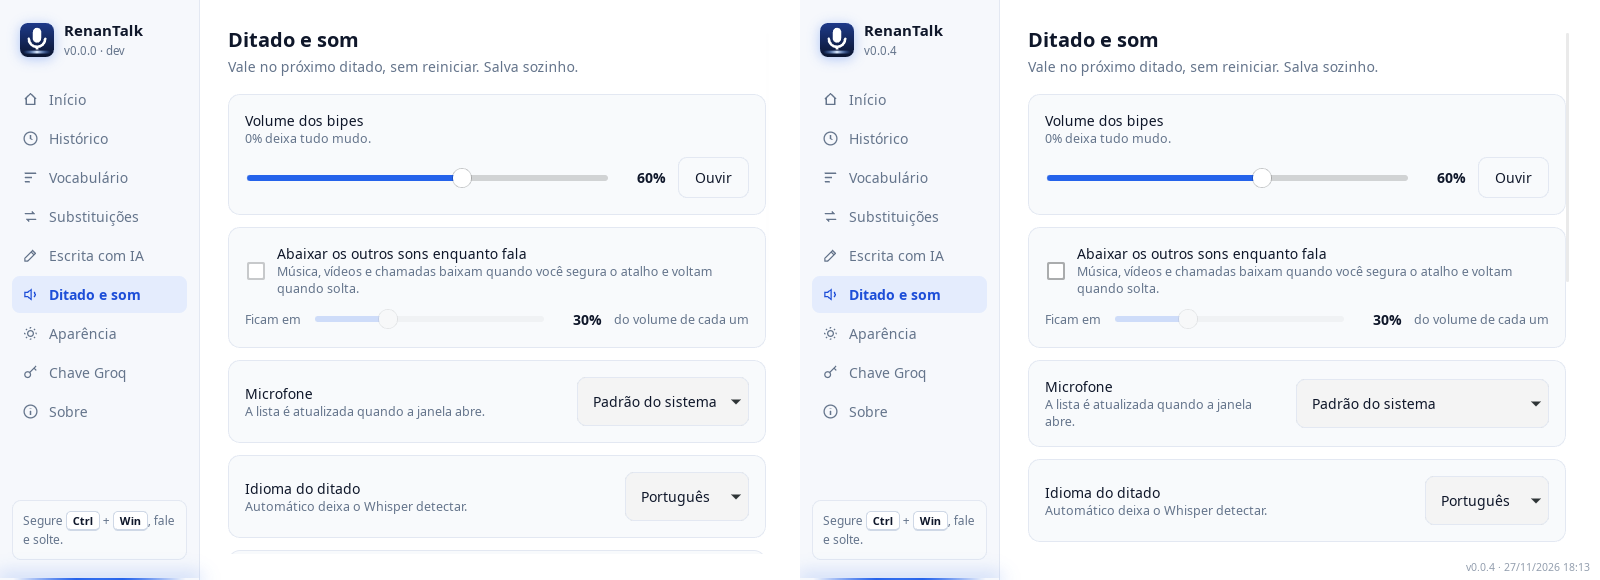 RenanTalk
v0.0.0 · dev
Início
Histórico
Vocabulário
Substituições
Escrita com IA
Ditado e som
Aparência
Chave Groq
Sobre
Segure Ctrl + Win, fale
e solte.
Ditado e som
Vale no próximo ditado, sem reiniciar. Salva sozinho.
Volume dos bipes
0% deixa tudo mudo.
60% Ouvir
Abaixar os outros sons enquanto fala
Música, vídeos e chamadas baixam quando você segura o atalho e voltam
quando solta.
Ficam em 30% do volume de cada um
Microfone
A lista é atualizada quando a janela abre.
Padrão do sistema
Idioma do ditado
Automático deixa o Whisper detectar.
Português
RenanTalk
v0.0.4
Início
Histórico
Vocabulário
Substituições
Escrita com IA
Ditado e som
Aparência
Chave Groq
Sobre
Segure Ctrl + Win, fale
e solte.
Ditado e som
Vale no próximo ditado, sem reiniciar. Salva sozinho.
Volume dos bipes
0% deixa tudo mudo.
60% Ouvir
Abaixar os outros sons enquanto fala
Música, vídeos e chamadas baixam quando você segura o atalho e voltam
quando solta.
Ficam em 30% do volume de cada um
Microfone
A lista é atualizada quando a janela
abre.
Padrão do sistema
Idioma do ditado
Automático deixa o Whisper detectar.
Português
v0.0.4 · 27/11/2026 18:13